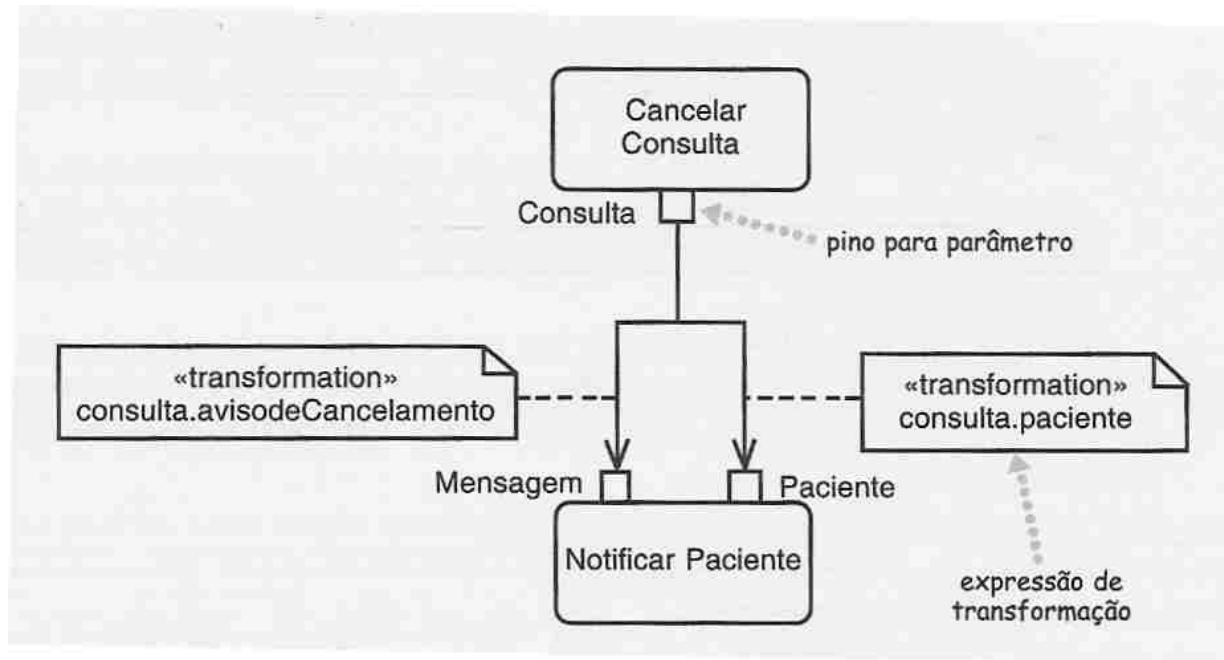 Cancelar
Consulta
Consulta
pino para parâmetro
«transformation»
consulta.avisodeCancelamento
«transformation»
consulta.paciente
Mensagem
Paciente
Notificar Paciente
expressão de
transformação